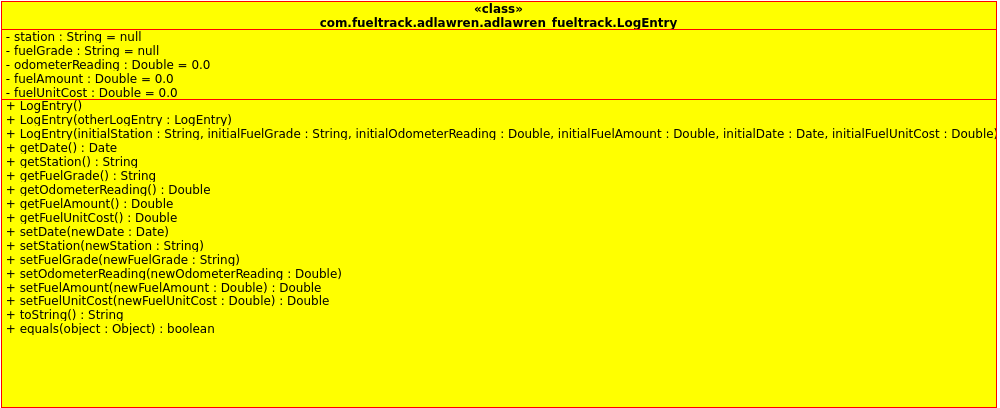 «class»
com.fueltrack.adlawren.adlawren_fueltrack.LogEntry
- station : String = null
- fuelGrade : String = null
- odometerReading : Double = 0.0
- fuelAmount : Double = 0.0
- fuelUnitCost : Double = 0.0
+ LogEntry()
+ LogEntry(otherLogEntry : LogEntry)
+ LogEntry(initialStation : String, initialFuelGrade : String, initialOdometerReading : Double, initialFuelAmount : Double, initialDate : Date, initialFuelUnitCost : Double)
+ getDate() : Date
+ getStation() : String
+ getFuelGrade() : String
+ getOdometerReading() : Double
+ getFuelAmount() : Double
+ getFuelUnitCost() : Double
+ setDate(newDate : Date)
+ setStation(newStation : String)
+ setFuelGrade(newFuelGrade : String)
+ setOdometerReading(newOdometerReading : Double)
+ setFuelAmount(newFuelAmount : Double) : Double
+ setFuelUnitCost(newFuelUnitCost : Double) : Double
+ toString() : String
+ equals(object : Object) : boolean